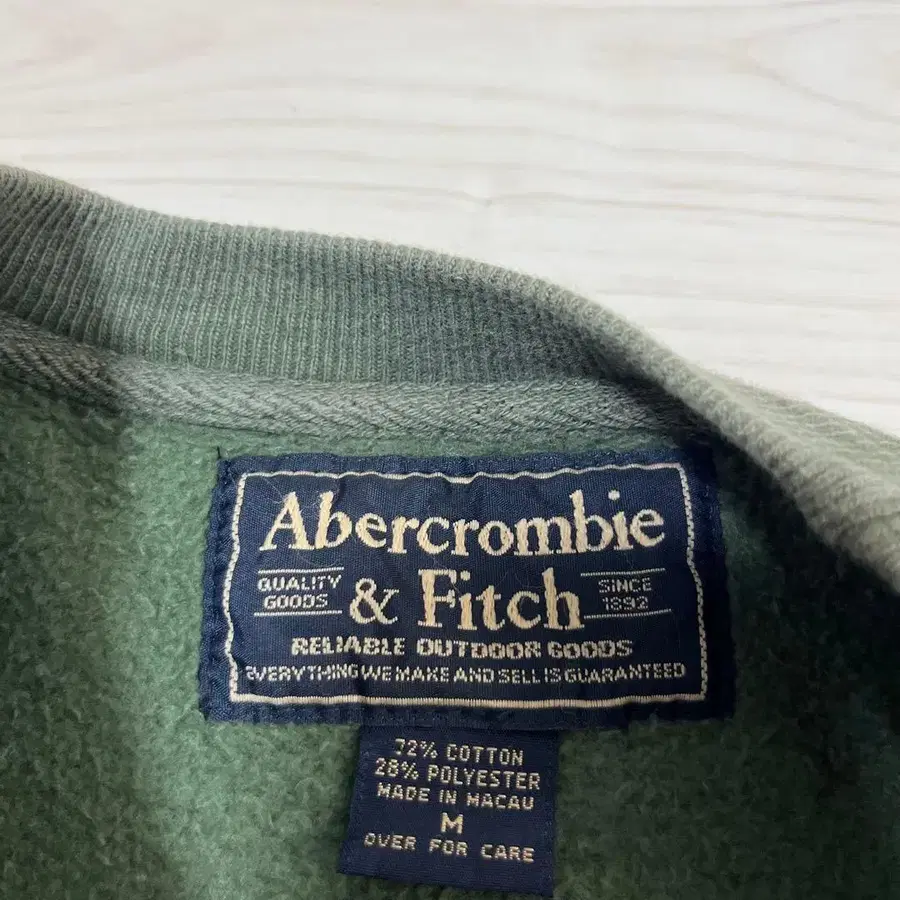 Abercrombie
QUALITY GOODS & Fitch SINCE 1892
RELIABLE OUTDOOR GOODS
EVERYTHING WE MAKE AND SELL IS GUARANTEED
72% COTTON
28% POLYESTER
MADE IN MACAU
M
OVER FOR CARE